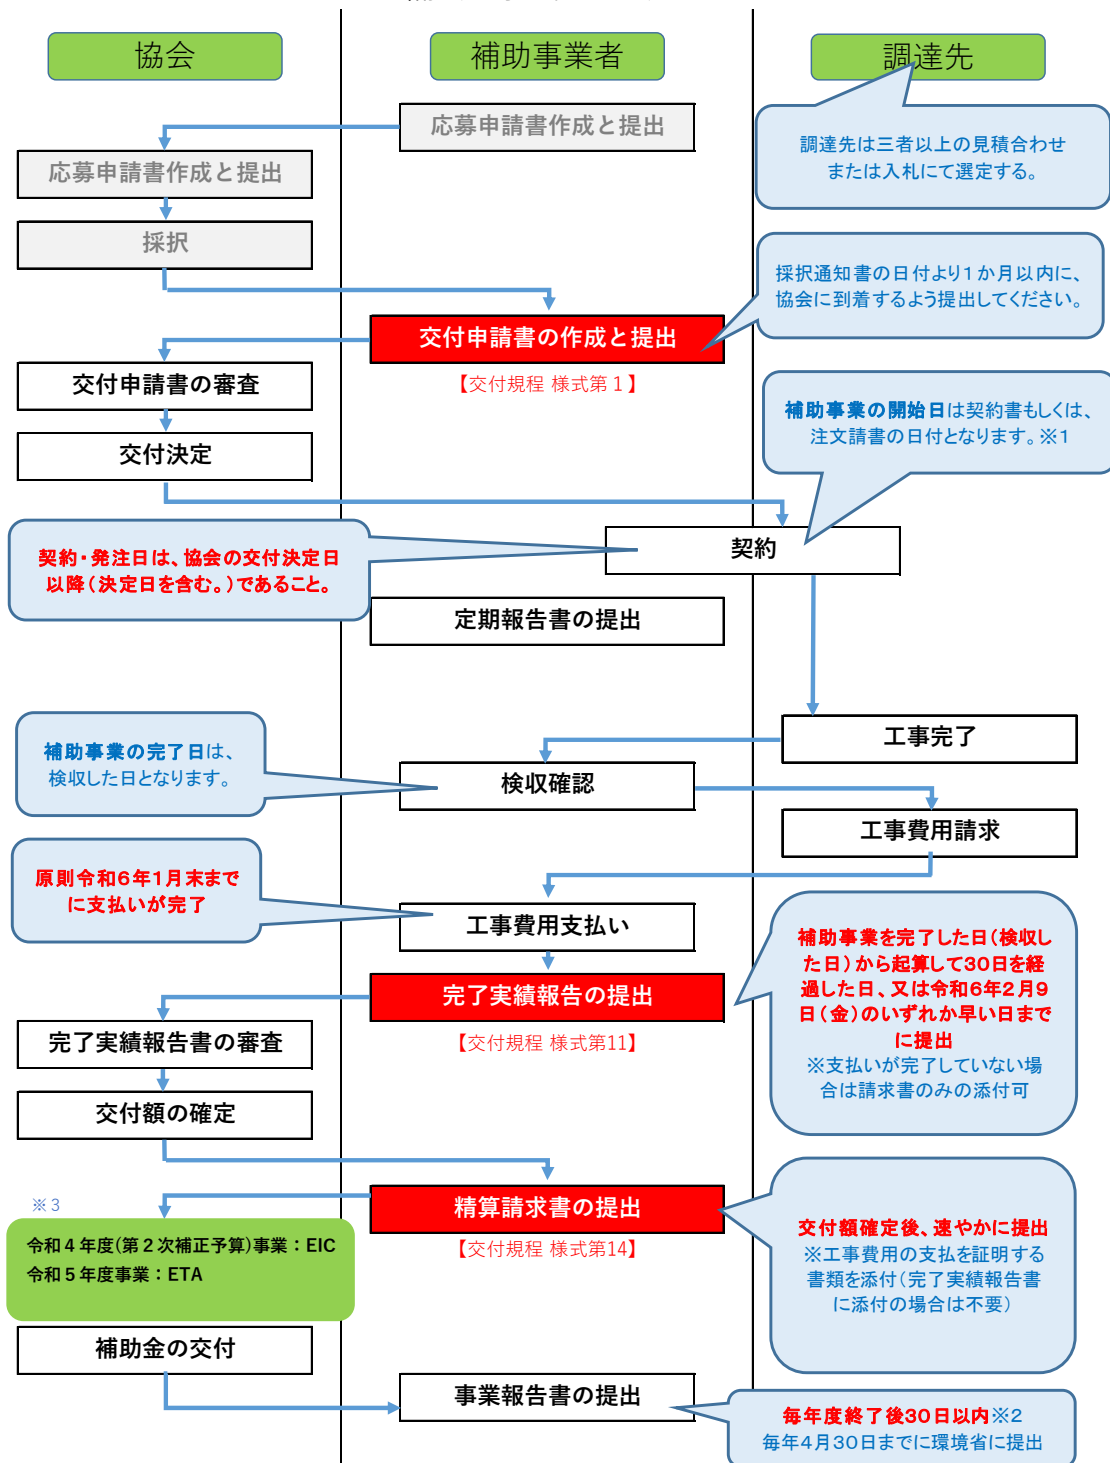 協会
補助事業者
調達先
応募申請書作成と提出
調達先は三者以上の見積合わせ
または入札にて選定する。
応募申請書作成と提出
採択
採択通知書の日付より１か月以内に、
協会に到着するよう提出してください。
交付申請書の作成と提出
【交付規程 様式第１】
交付申請書の審査
補助事業の開始日は契約書もしくは、
注文請書の日付となります。※１
交付決定
契約
契約・発注日は、協会の交付決定日
以降（決定日を含む。）であること。
定期報告書の提出
工事完了
補助事業の完了日は、
検収した日となります。
検収確認
工事費用請求
原則令和６年１月末まで
に支払いが完了
工事費用支払い
補助事業を完了した日（検収し
た日）から起算して３０日を経
過した日、又は令和６年２月９
日（金）のいずれか早い日まで
に提出
※支払いが完了していない場
合は請求書のみの添付可
完了実績報告の提出
【交付規程 様式第11】
完了実績報告書の審査
交付額の確定
精算請求書の提出
【交付規程 様式第14】
交付額確定後、速やかに提出
※工事費用の支払を証明する
書類を添付（完了実績報告書
に添付の場合は不要）
※３
令和４年度(第２次補正予算)事業：EIC
令和５年度事業：ETA
補助金の交付
事業報告書の提出
毎年度終了後30日以内※2
毎年４月３０日までに環境省に提出